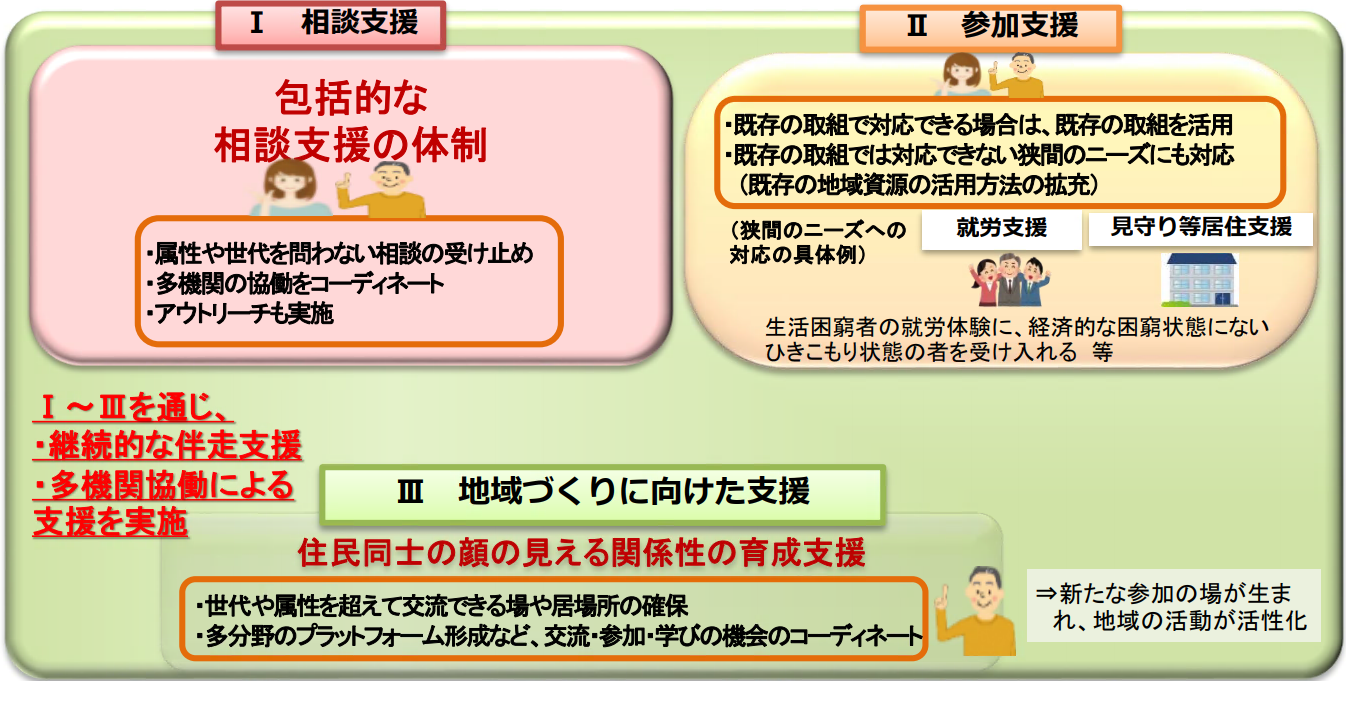 Ⅰ 相談支援
包括的な
相談支援の体制
・属性や世代を問わない相談の受け止め
・多機関の協働をコーディネート
・アウトリーチも実施
Ⅱ 参加支援
・既存の取組で対応できる場合は、既存の取組を活用
・既存の取組では対応できない狭間のニーズにも対応
（既存の地域資源の活用方法の拡充）
（狭間のニーズへの
対応の具体例）
就労支援
見守り等居住支援
生活困窮者の就労体験に、経済的な困窮状態にない
ひきこもり状態の者を受け入れる 等
Ⅰ～Ⅲを通じ、
・継続的な伴走支援
・多機関協働による
支援を実施
Ⅲ 地域づくりに向けた支援
住民同士の顔の見える関係性の育成支援
・世代や属性を超えて交流できる場や居場所の確保
・多分野のプラットフォーム形成など、交流・参加・学びの機会のコーディネート
⇒新たな参加の場が生ま
れ、地域の活動が活性化